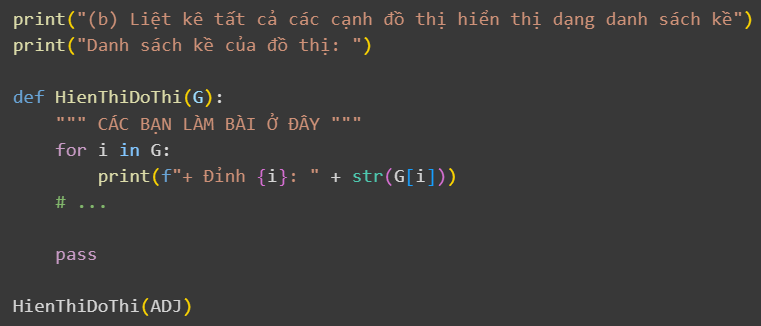 print("(b) Liệt kê tất cả các cạnh đồ thị hiển thị dạng danh sách kề")
print("Danh sách kề của đồ thị: ")
def HienThiDoThi(G):
""" CÁC BẠN LÀM BÀI Ở ĐÂY """
for i in G:
print(f"+ Đỉnh {i}: " + str(G[i]))
# ...
pass
HienThiDoThi(ADJ)